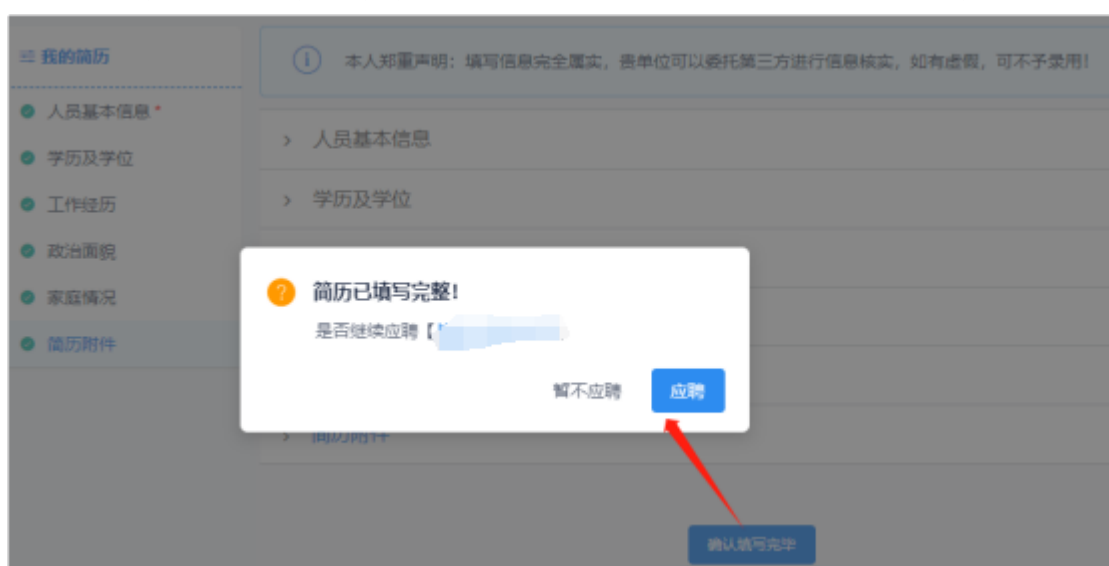 我的简历
本人郑重声明：填写信息完全属实，贵单位可以委托第三方进行信息核实，如有虚假，可不予录用！
人员基本信息*
人员基本信息
学历及学位
学历及学位
工作经历
政治面貌
简历已填写完整！
家庭情况
是否继续应聘【
简历附件
暂不应聘
应聘
简历附件
确认填写完毕